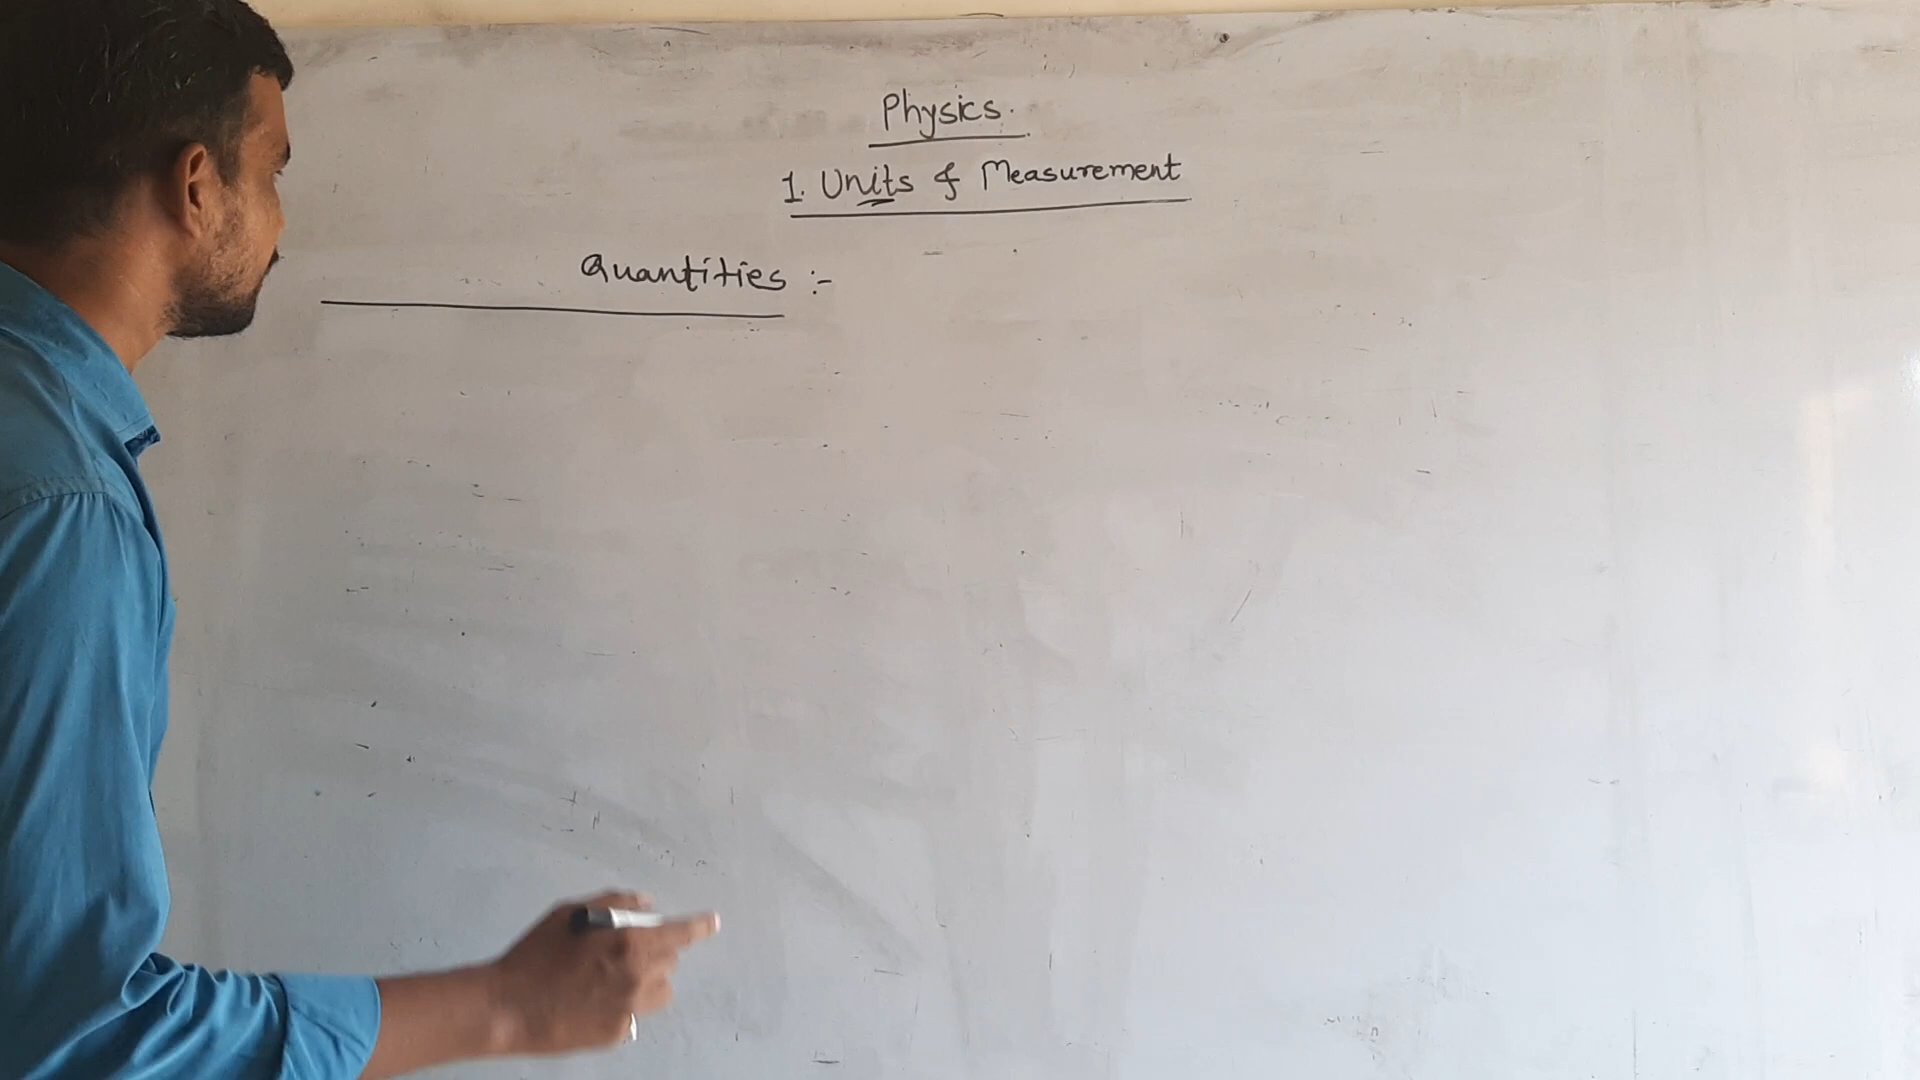 Physics.
1. Units & Measurement
Quantities :-